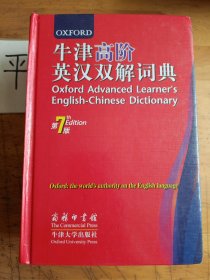 平
OXFORD
牛津高阶
英汉双解词典
Oxford Advanced Learner's
English-Chinese Dictionary
第7版 th Edition
Oxford: the world's authority on the English language
商务印书馆
The Commercial Press
牛津大学出版社
Oxford University Press